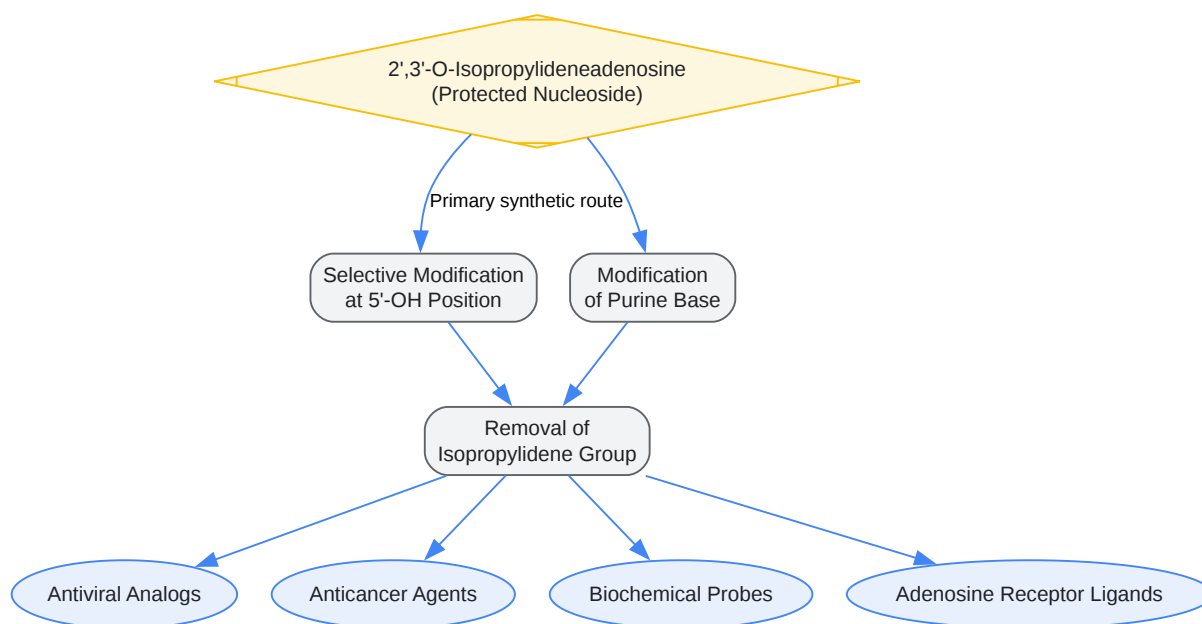 2',3'-O-Isopropylideneadenosine
(Protected Nucleoside)
Primary synthetic route
Selective Modification
at 5'-OH Position
Modification
of Purine Base
Removal of
Isopropylidene Group
Antiviral Analogs
Anticancer Agents
Biochemical Probes
Adenosine Receptor Ligands